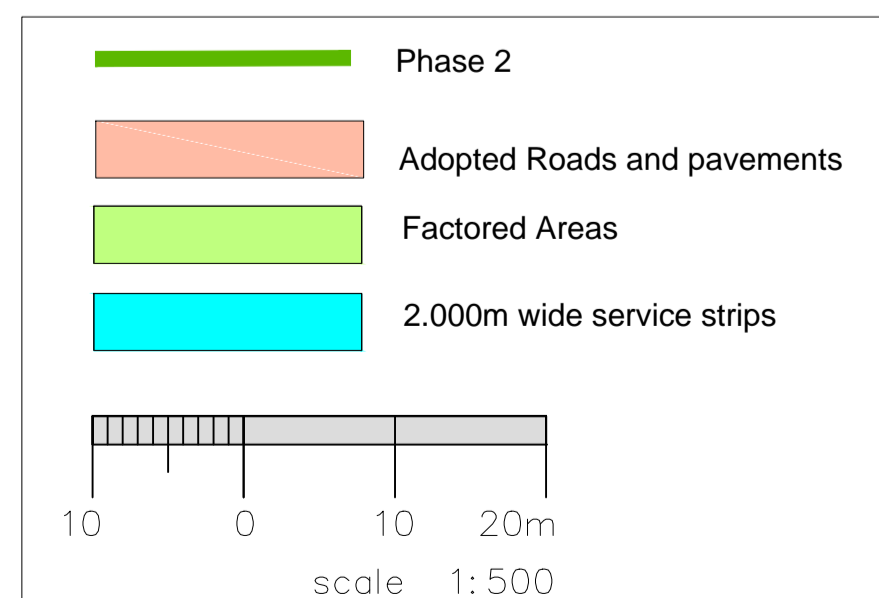 Phase 2
Adopted Roads and pavements
Factored Areas
2.000m wide service strips
10 0 10 20m
scale 1:500